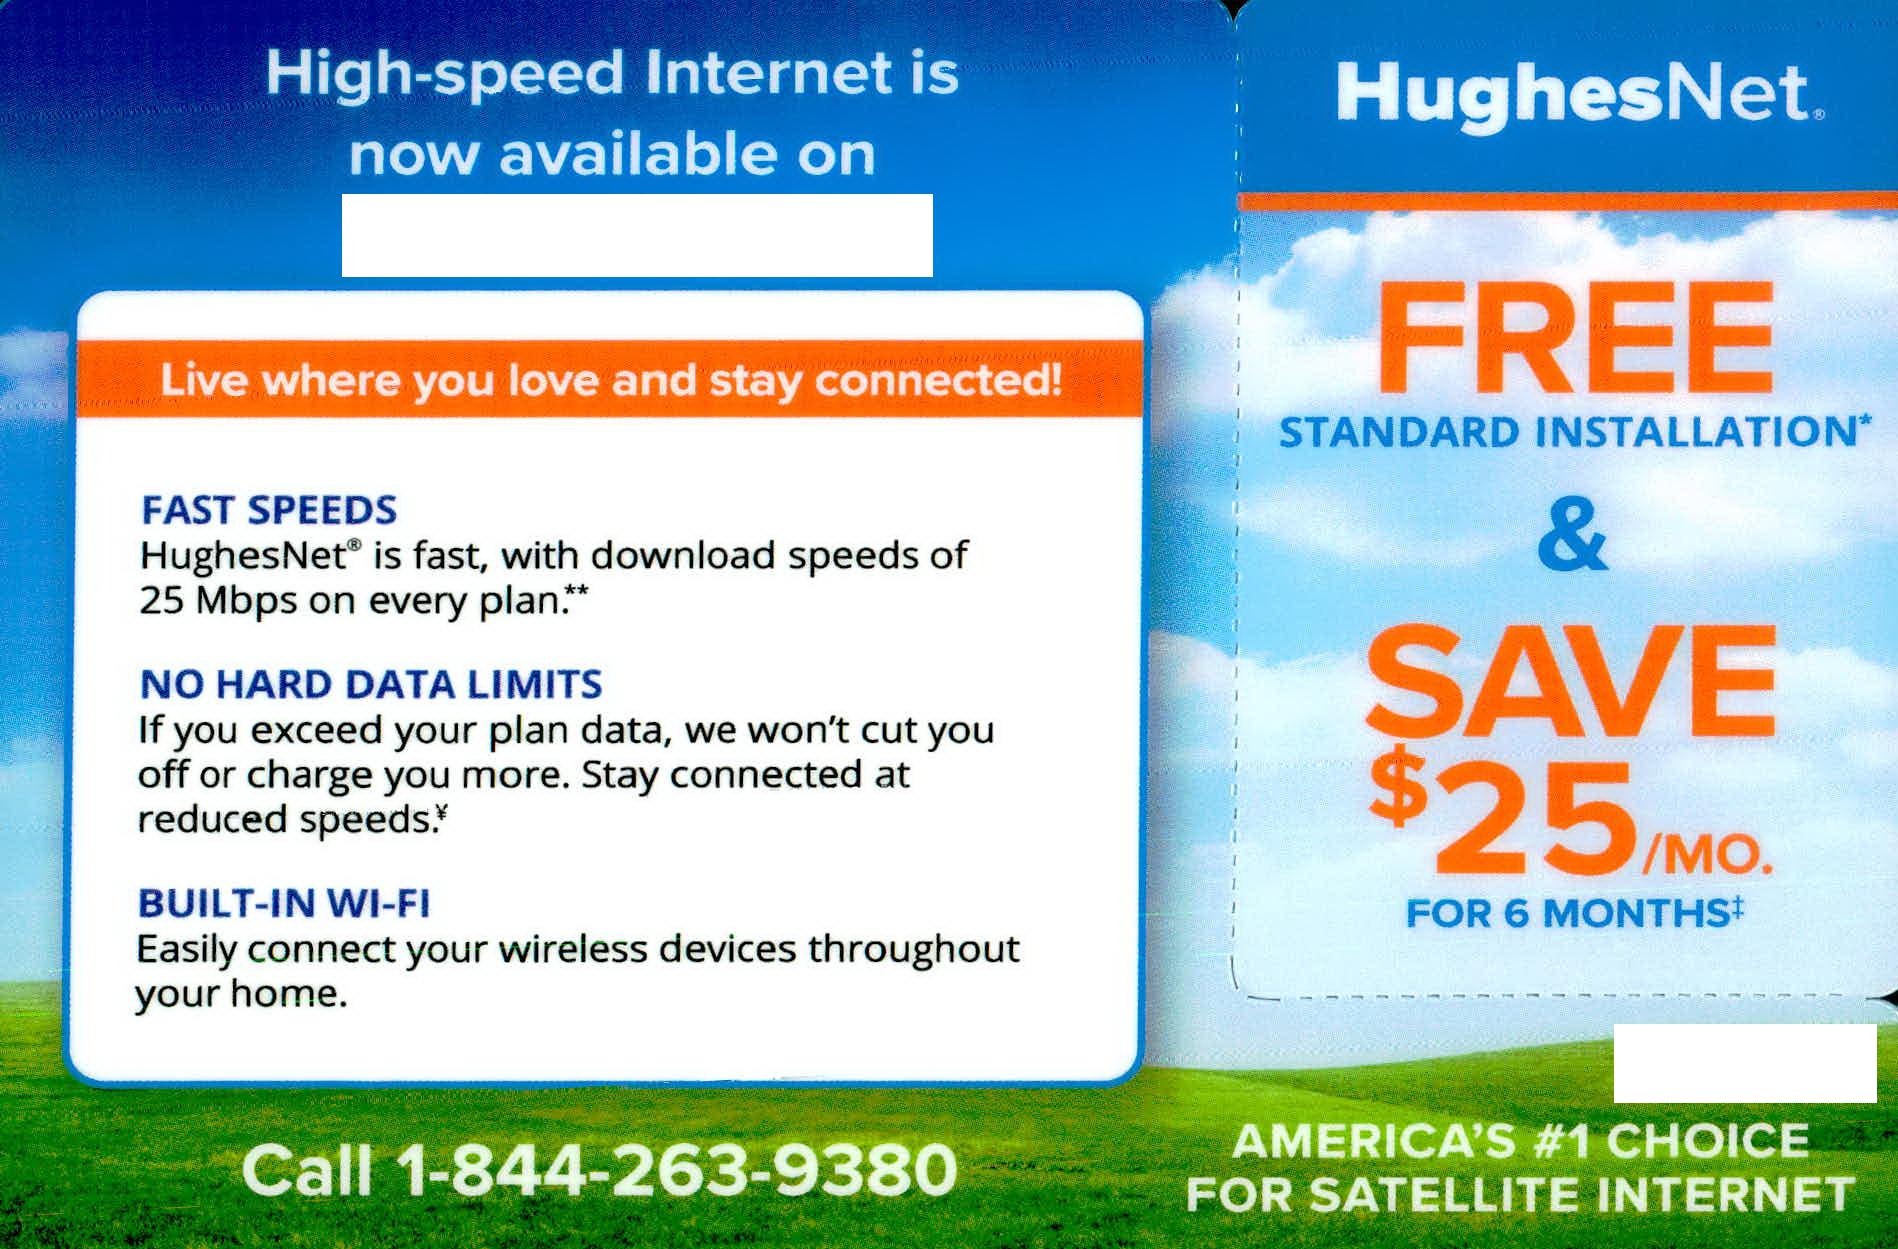 High-speed Internet is
now available on
Live where you love and stay connected!
FAST SPEEDS
HughesNet® is fast, with download speeds of
25 Mbps on every plan.**
NO HARD DATA LIMITS
If you exceed your plan data, we won't cut you
off or charge you more. Stay connected at
reduced speeds.¥
BUILT-IN WI-FI
Easily connect your wireless devices throughout
your home.
Call 1-844-263-9380
HughesNet®
FREE
STANDARD INSTALLATION*
&
SAVE
$25/MO.
FOR 6 MONTHS‡
AMERICA'S #1 CHOICE
FOR SATELLITE INTERNET